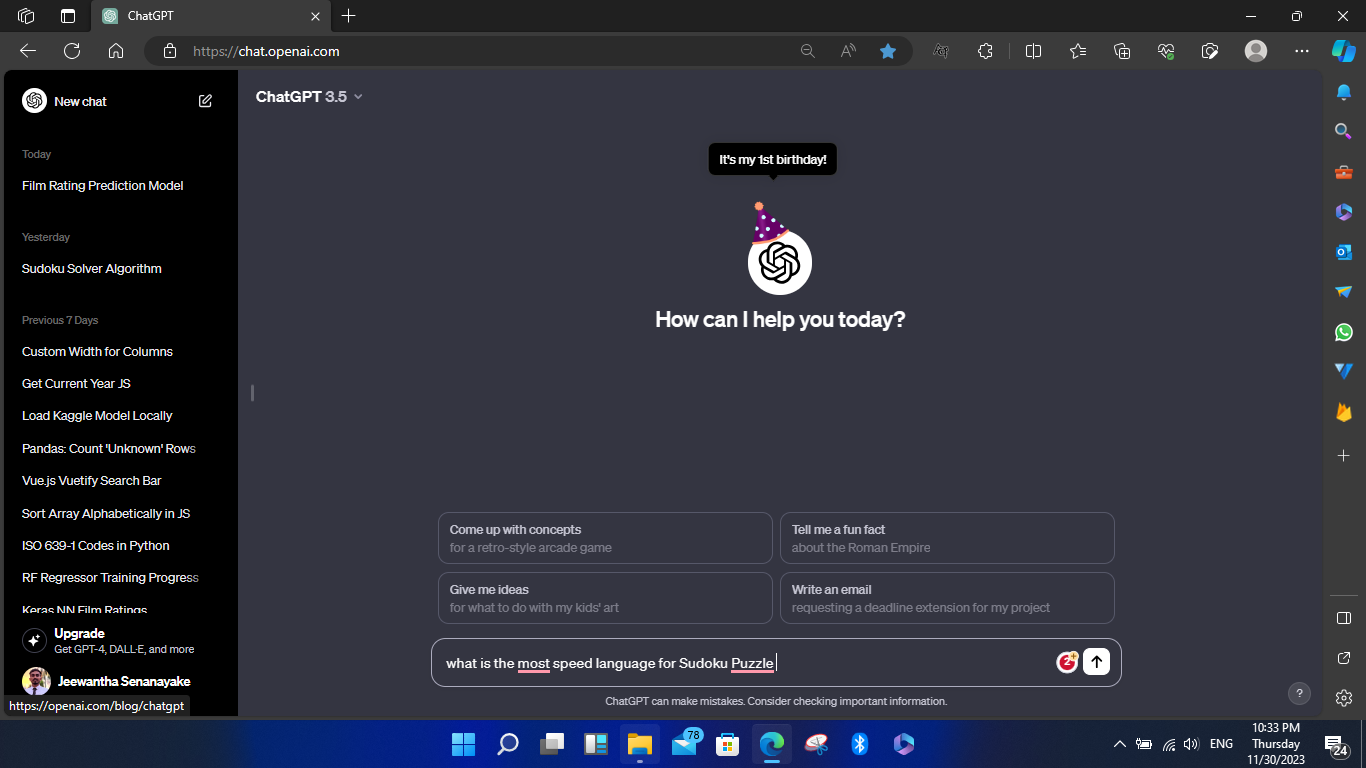 ChatGPT
https://chat.openai.com
New chat
Today
Film Rating Prediction Model
Yesterday
Sudoku Solver Algorithm
Previous 7 Days
Custom Width for Columns
Get Current Year JS
Load Kaggle Model Locally
Pandas: Count 'Unknown' Rows
Vue.js Vuetify Search Bar
Sort Array Alphabetically in JS
ISO 639-1 Codes in Python
RF Regressor Training Progress
Keras NN Film Ratings
Upgrade
Get GPT-4, DALL·E, and more
Jeewantha Senanayake
https://openai.com/blog/chatgpt
ChatGPT 3.5
It's my 1st birthday!
How can I help you today?
Come up with concepts
for a retro-style arcade game
Tell me a fun fact
about the Roman Empire
Give me ideas
for what to do with my kids' art
Write an email
requesting a deadline extension for my project
what is the most speed language for Sudoku Puzzle
2
ChatGPT can make mistakes. Consider checking important information.
?
78
ENG
10:33 PM
Thursday
11/30/2023
24